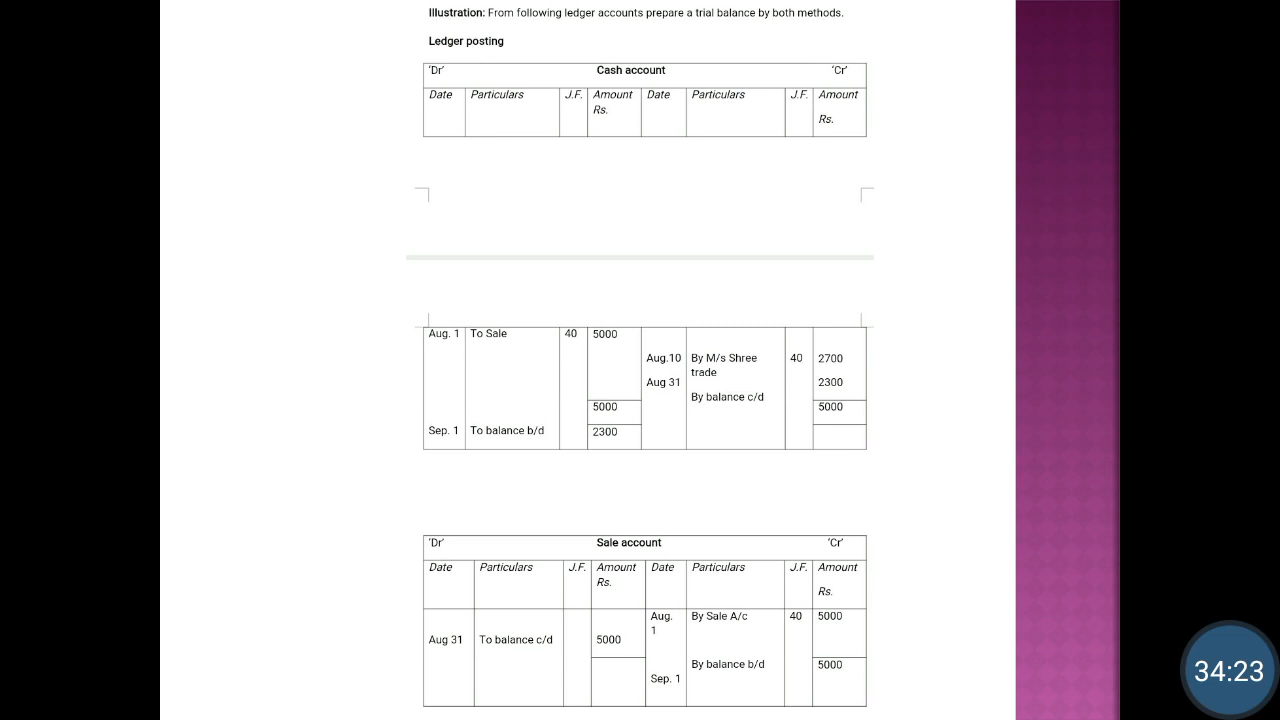 Illustration: From following ledger accounts prepare a trial balance by both methods.
Ledger posting
‘Dr’ Cash account ‘Cr’
Date Particulars J.F. Amount Date Particulars J.F. Amount
Rs. Rs.
Aug. 1 To Sale 40 5000
Aug.10 By M/s Shree 40 2700
trade
Aug 31 2300
By balance c/d
5000 5000
Sep. 1 To balance b/d 2300
‘Dr’ Sale account ‘Cr’
Date Particulars J.F. Amount Date Particulars J.F. Amount
Rs. Rs.
Aug. By Sale A/c 40 5000
1
Aug 31 To balance c/d 5000
By balance b/d 5000
Sep. 1
34:23